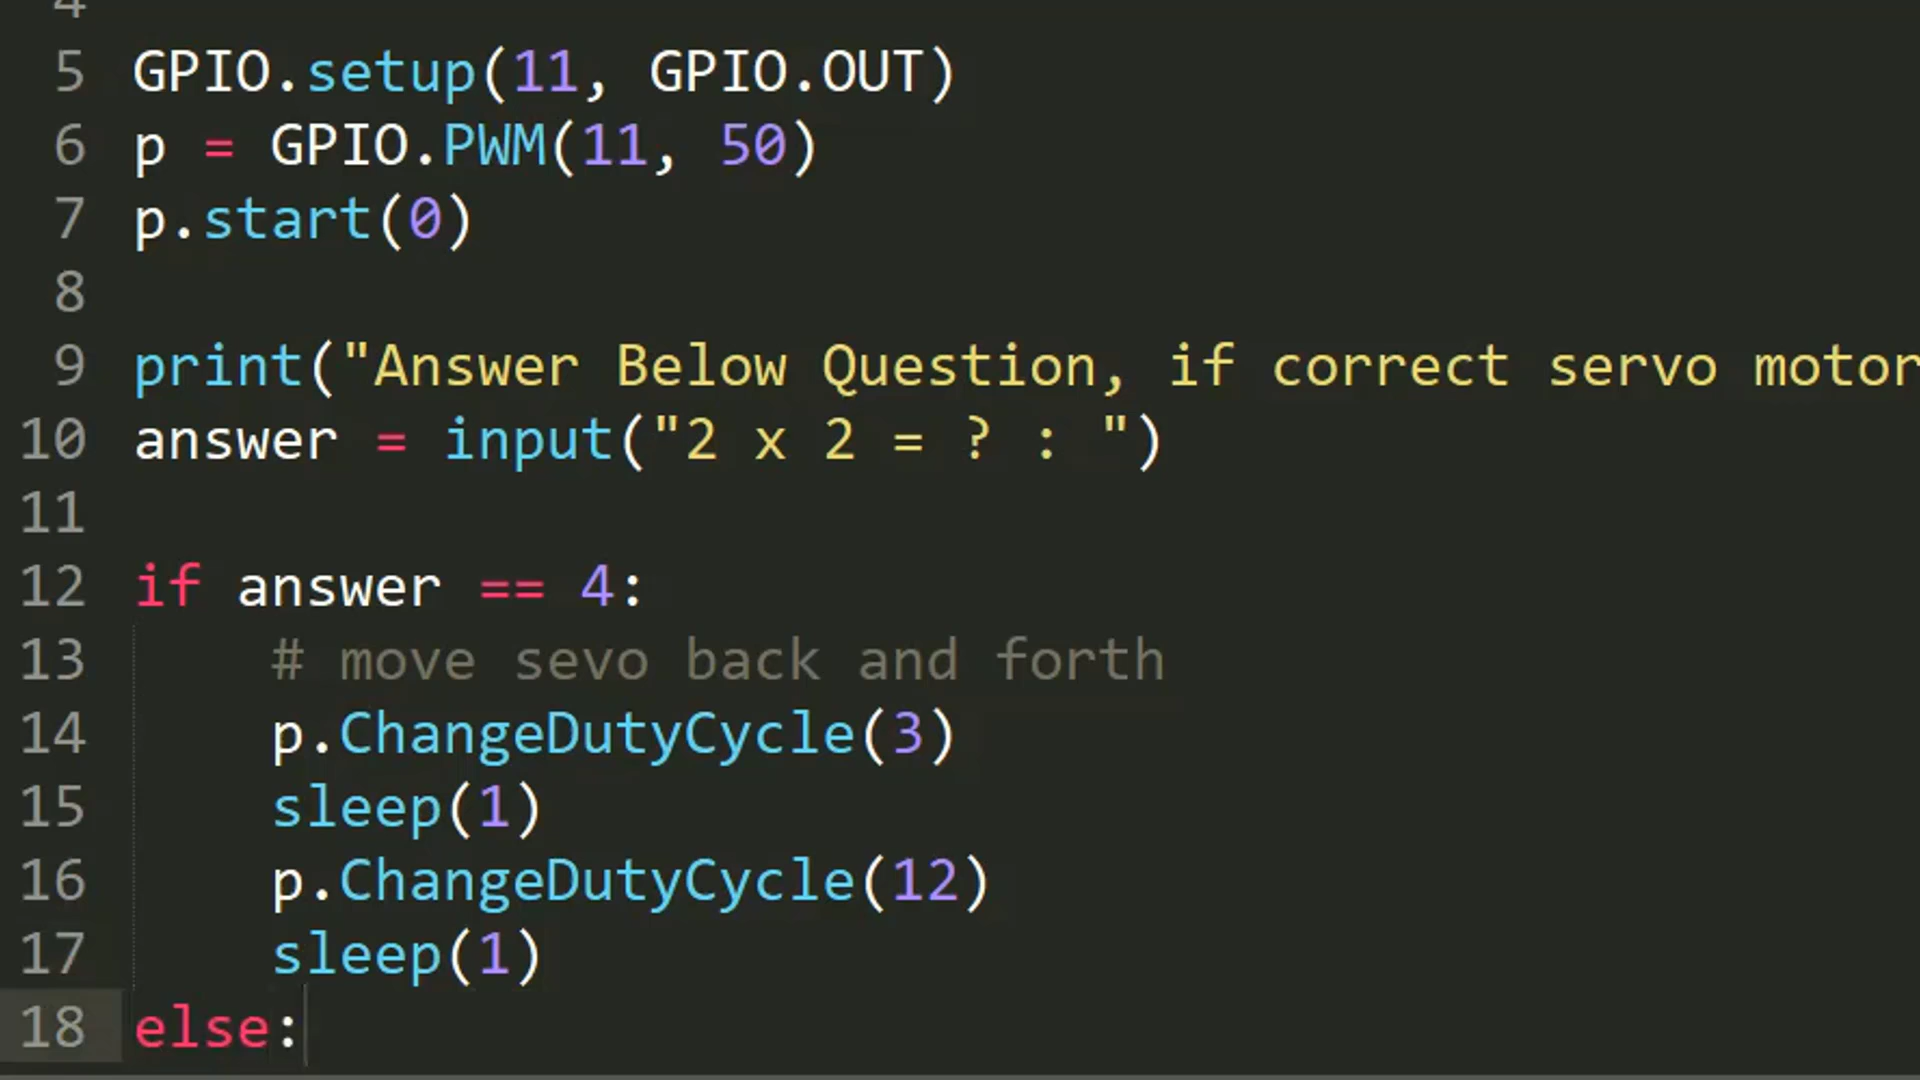 4
5 GPIO.setup(11, GPIO.OUT)
6 p = GPIO.PWM(11, 50)
7 p.start(0)
8
9 print("Answer Below Question, if correct servo motor
10 answer = input("2 x 2 = ? : ")
11
12 if answer == 4:
13     # move sevo back and forth
14     p.ChangeDutyCycle(3)
15     sleep(1)
16     p.ChangeDutyCycle(12)
17     sleep(1)
18 else: